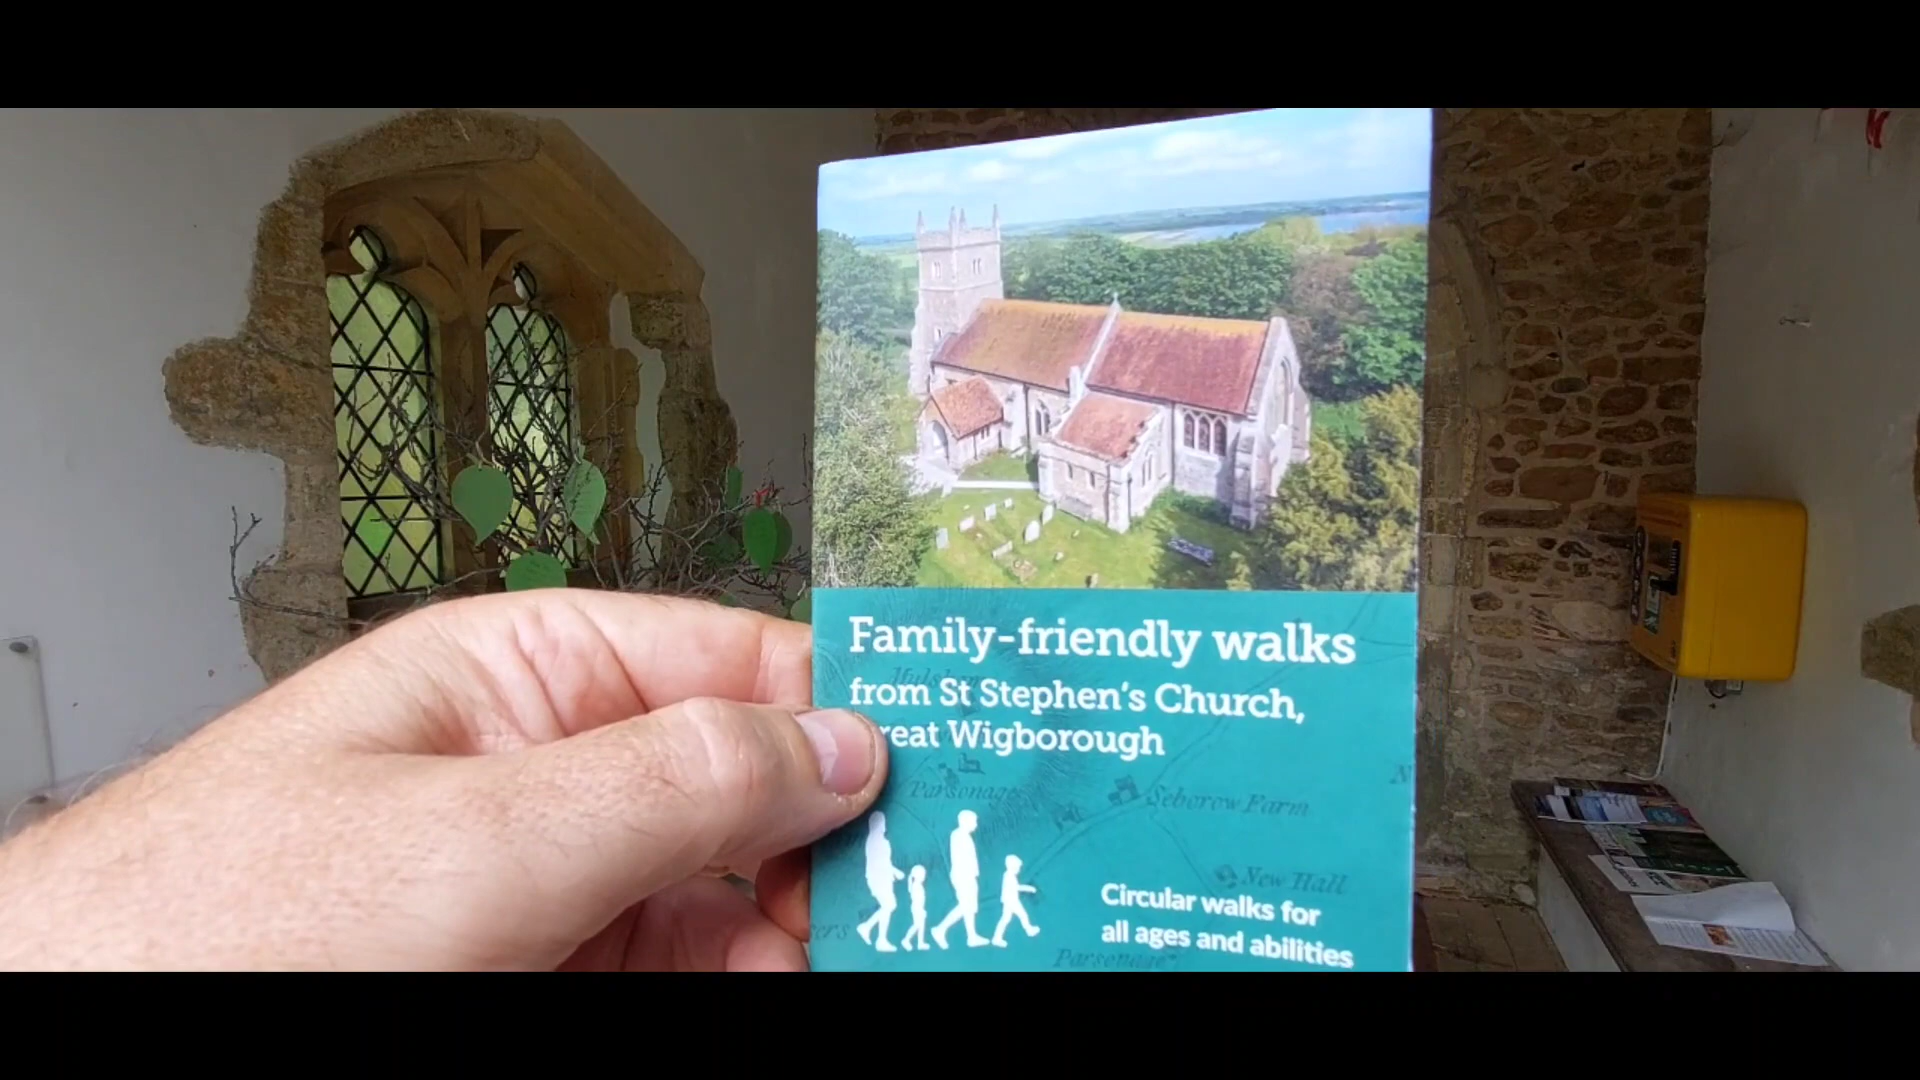 Family-friendly walks
from St Stephen's Church,
reat Wigborough
Parsonage
Seborow Farm
New Hall
Circular walks for
all ages and abilities
Parsonage